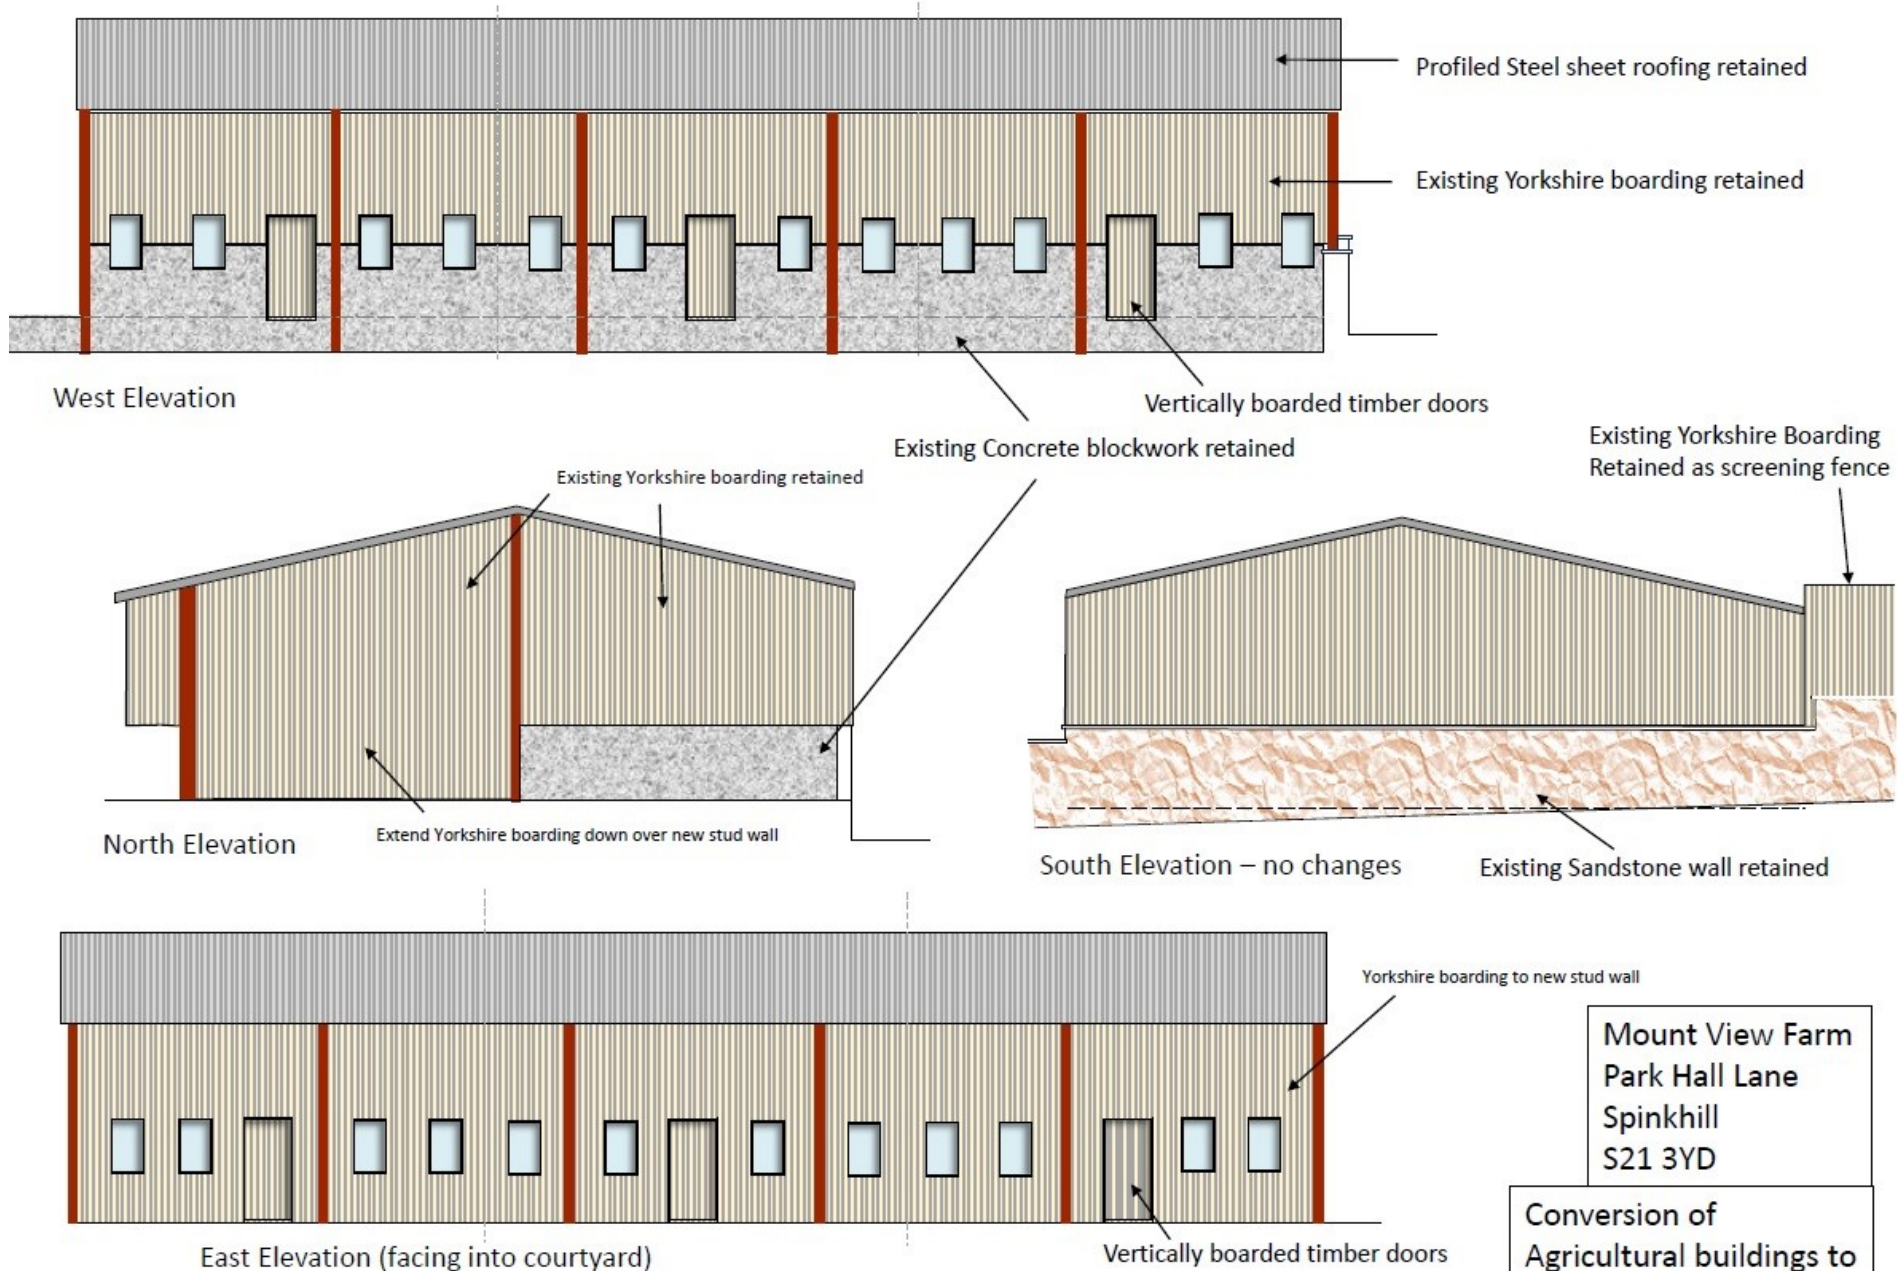 Profiled Steel sheet roofing retained
Existing Yorkshire boarding retained
West Elevation
Vertically boarded timber doors
Existing Concrete blockwork retained
Existing Yorkshire Boarding
Retained as screening fence
Existing Yorkshire boarding retained
North Elevation
Extend Yorkshire boarding down over new stud wall
South Elevation – no changes
Existing Sandstone wall retained
Yorkshire boarding to new stud wall
Mount View Farm
Park Hall Lane
Spinkhill
S21 3YD
Conversion of
Agricultural buildings to
East Elevation (facing into courtyard)
Vertically boarded timber doors